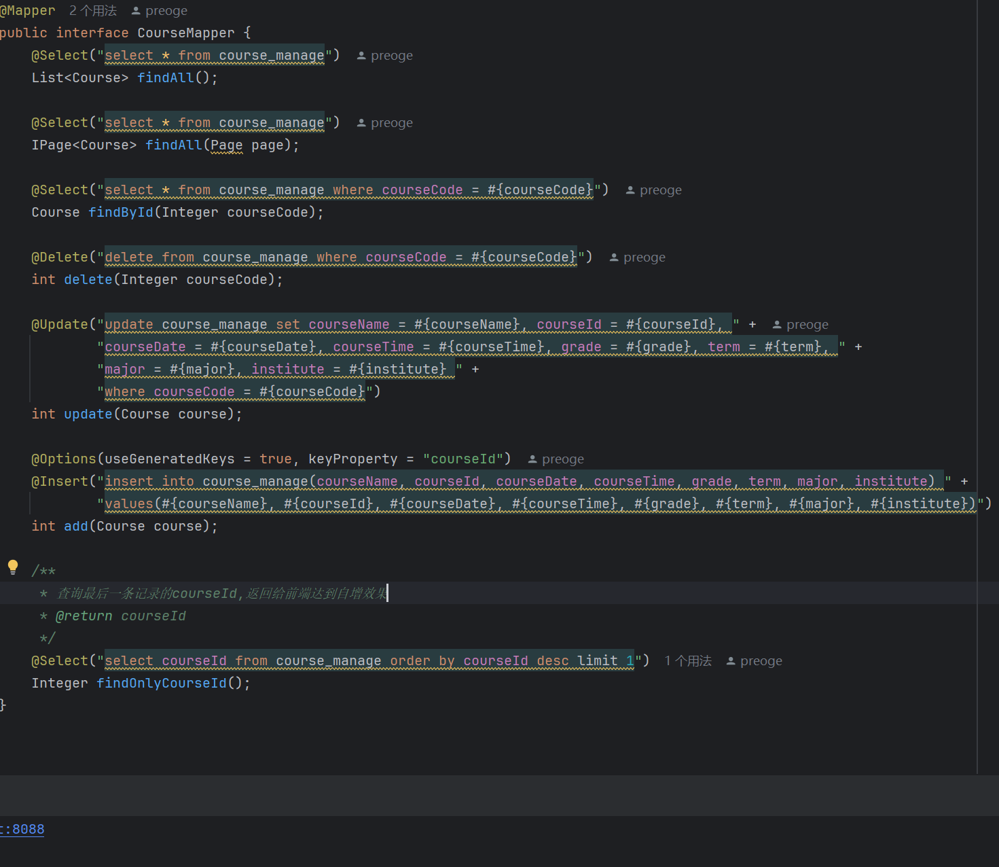 @Mapper 2 个用法 preoge
public interface CourseMapper {
@Select("select * from course_manage") preoge
List<Course> findAll();
@Select("select * from course_manage") preoge
IPage<Course> findAll(Page page);
@Select("select * from course_manage where courseCode = #{courseCode}") preoge
Course findById(Integer courseCode);
@Delete("delete from course_manage where courseCode = #{courseCode}") preoge
int delete(Integer courseCode);
@Update("update course_manage set courseName = #{courseName}, courseId = #{courseId}, " + preoge
"courseDate = #{courseDate}, courseTime = #{courseTime}, grade = #{grade}, term = #{term}, " +
"major = #{major}, institute = #{institute} " +
"where courseCode = #{courseCode}")
int update(Course course);
@Options(useGeneratedKeys = true, keyProperty = "courseId") preoge
@Insert("insert into course_manage(courseName, courseId, courseDate, courseTime, grade, term, major, institute) " +
"values(#{courseName}, #{courseId}, #{courseDate}, #{courseTime}, #{grade}, #{term}, #{major}, #{institute})")
int add(Course course);
/**
* 查询最后一条记录的courseId,返回给前端达到自增效果
* @return courseId
*/
@Select("select courseId from course_manage order by courseId desc limit 1") 1 个用法 preoge
Integer findOnlyCourseId();
}
t:8088